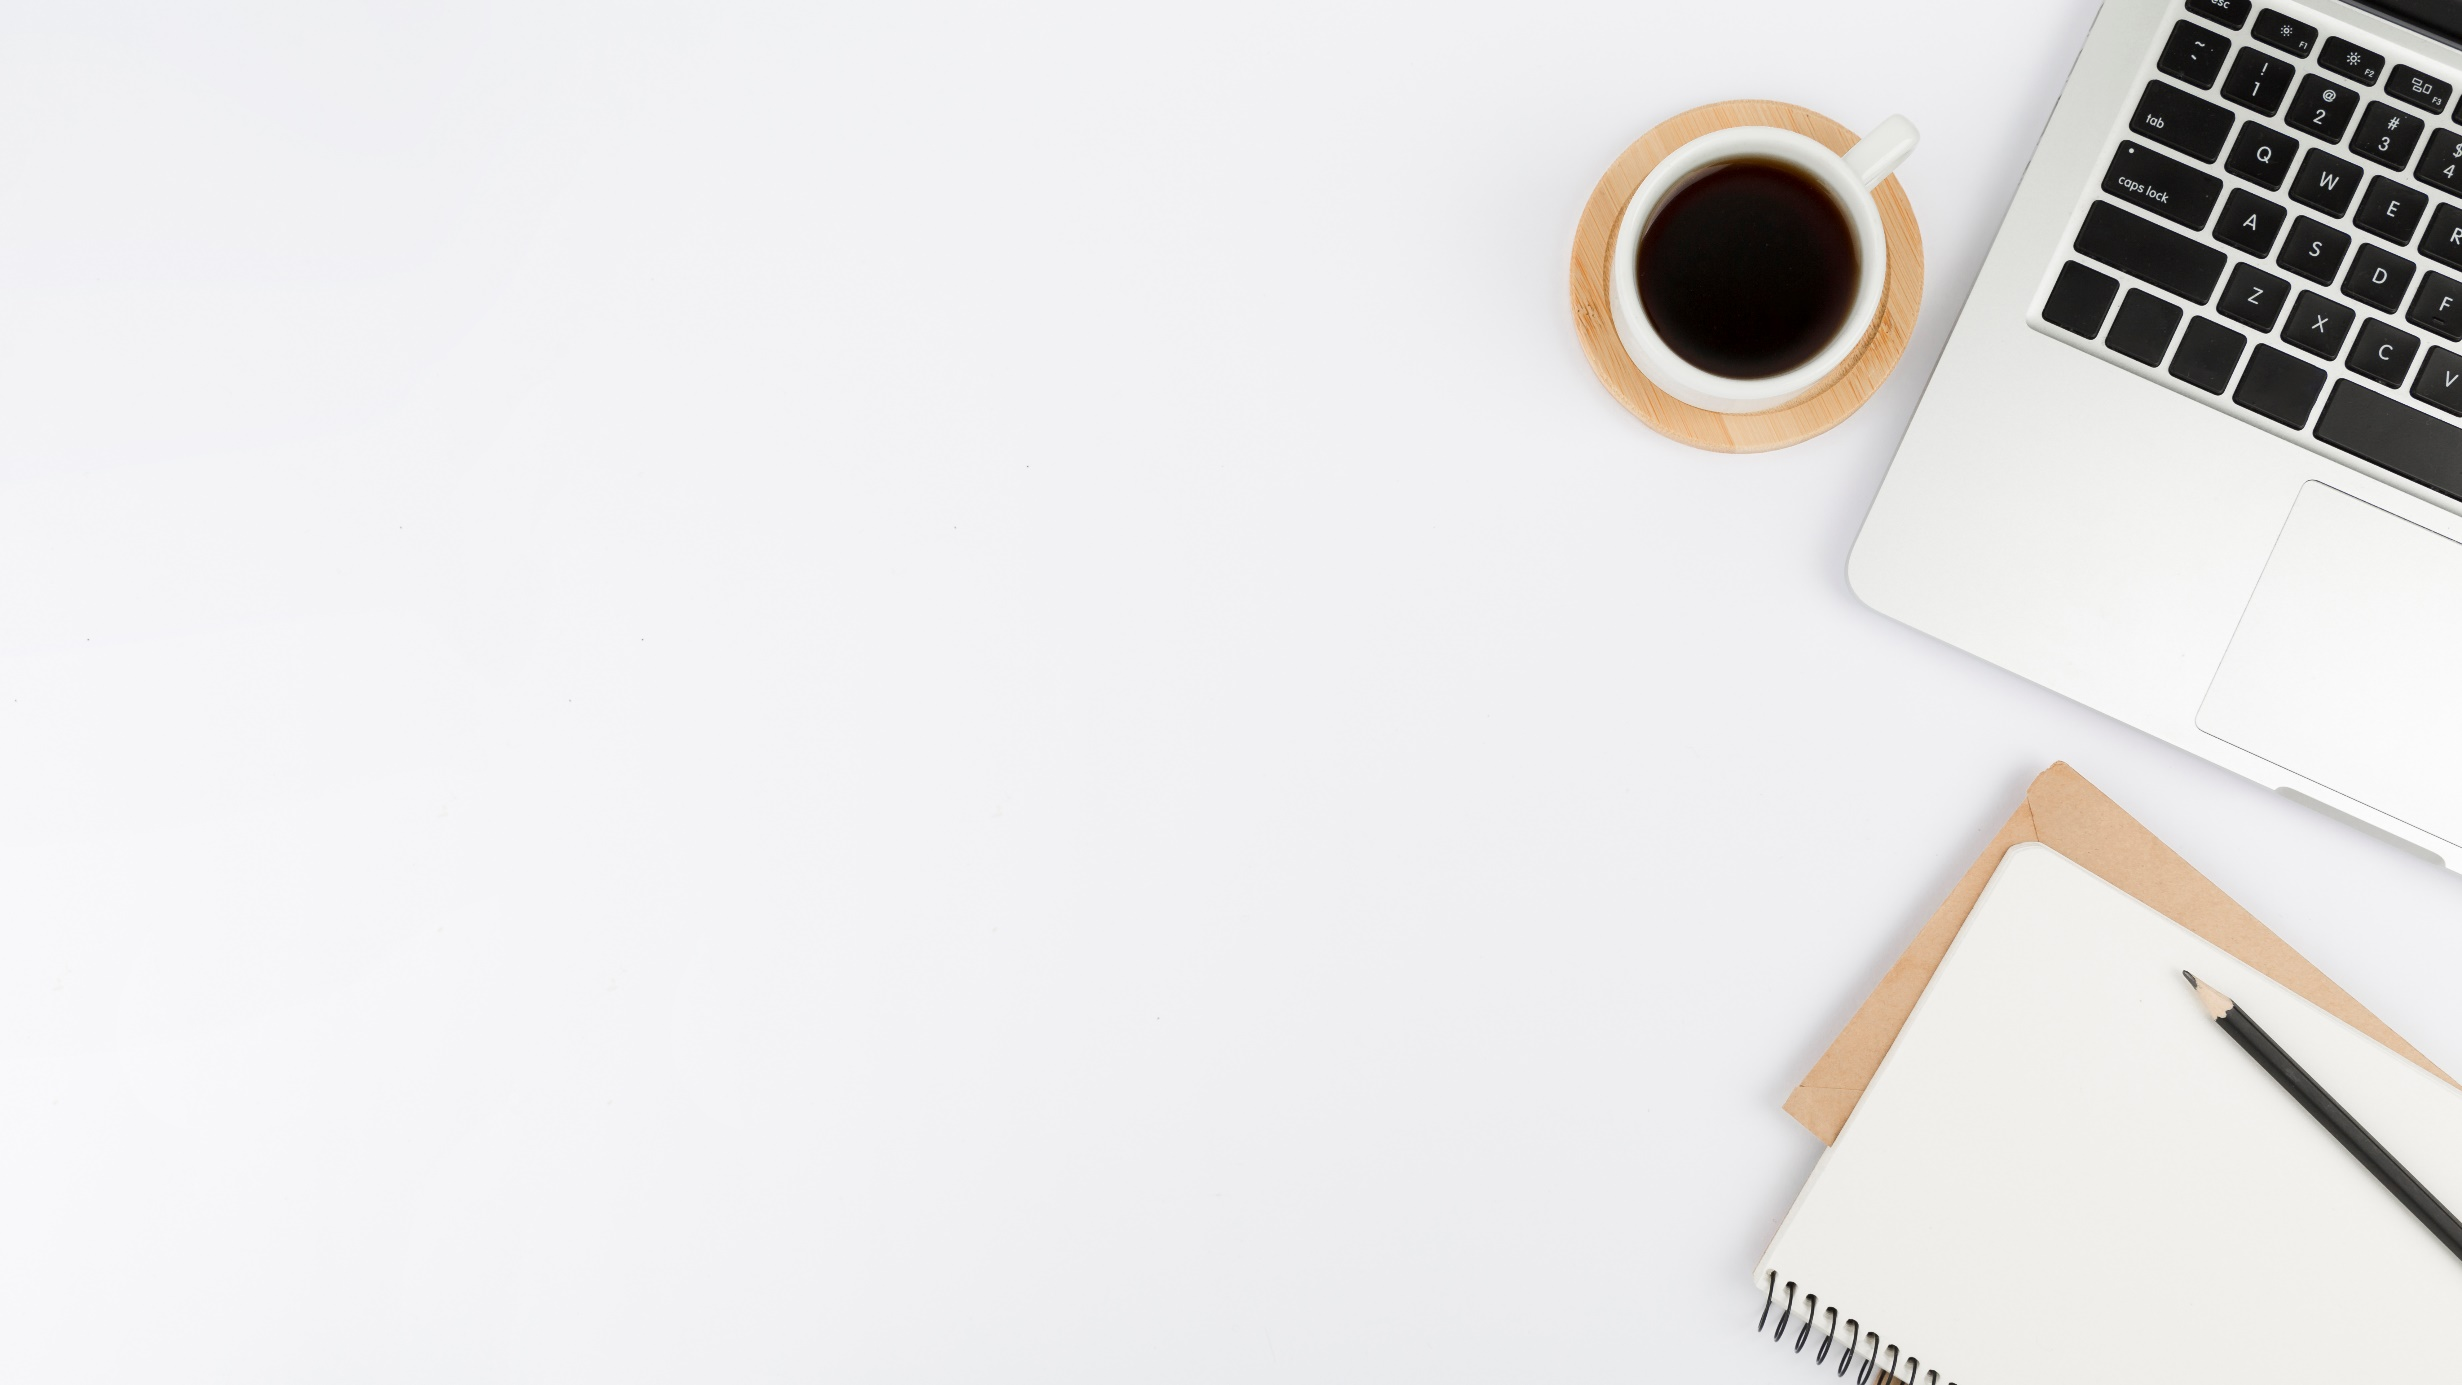 esc
F1 F2 F3
~ ! @ # $
` 1 2 3 4
tab Q W E R
caps lock A S D F
Z X C V